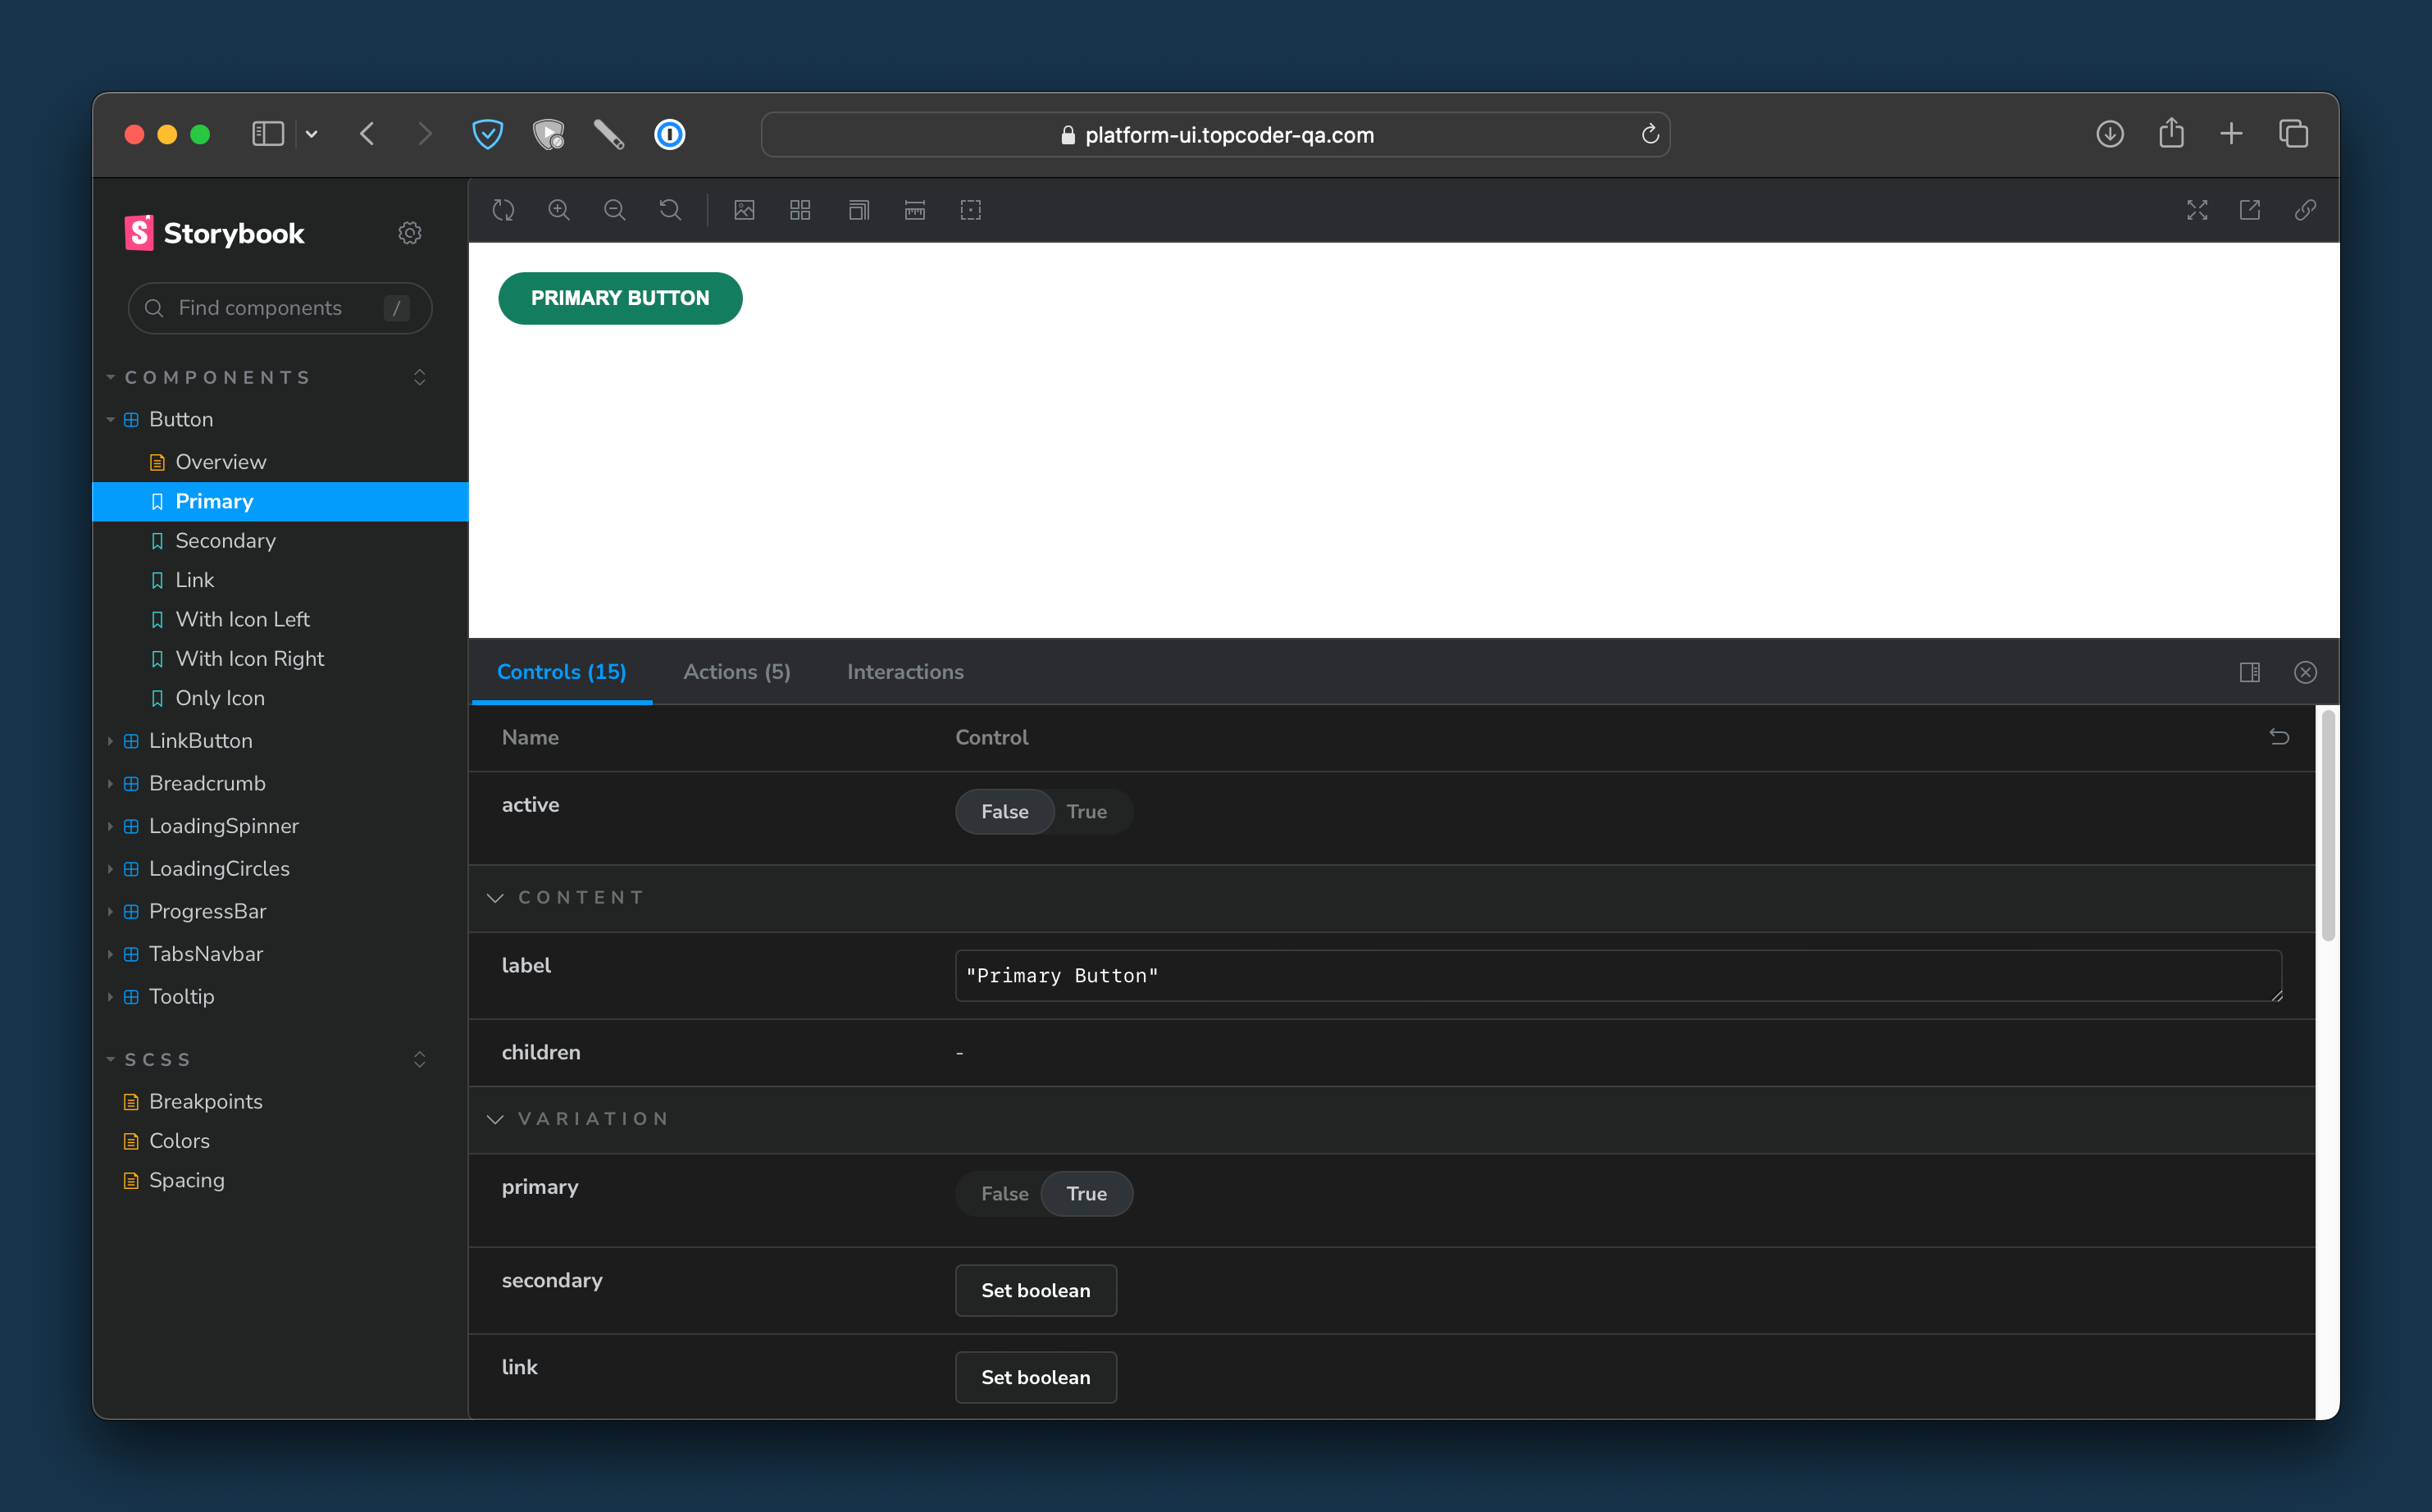 platform-ui.topcoder-qa.com
Storybook
Find components /
COMPONENTS
Button
Overview
Primary
Secondary
Link
With Icon Left
With Icon Right
Only Icon
LinkButton
Breadcrumb
LoadingSpinner
LoadingCircles
ProgressBar
TabsNavbar
Tooltip
SCSS
Breakpoints
Colors
Spacing
PRIMARY BUTTON
Controls (15) Actions (5) Interactions
Name Control
active False True
CONTENT
label "Primary Button"
children -
VARIATION
primary False True
secondary Set boolean
link Set boolean